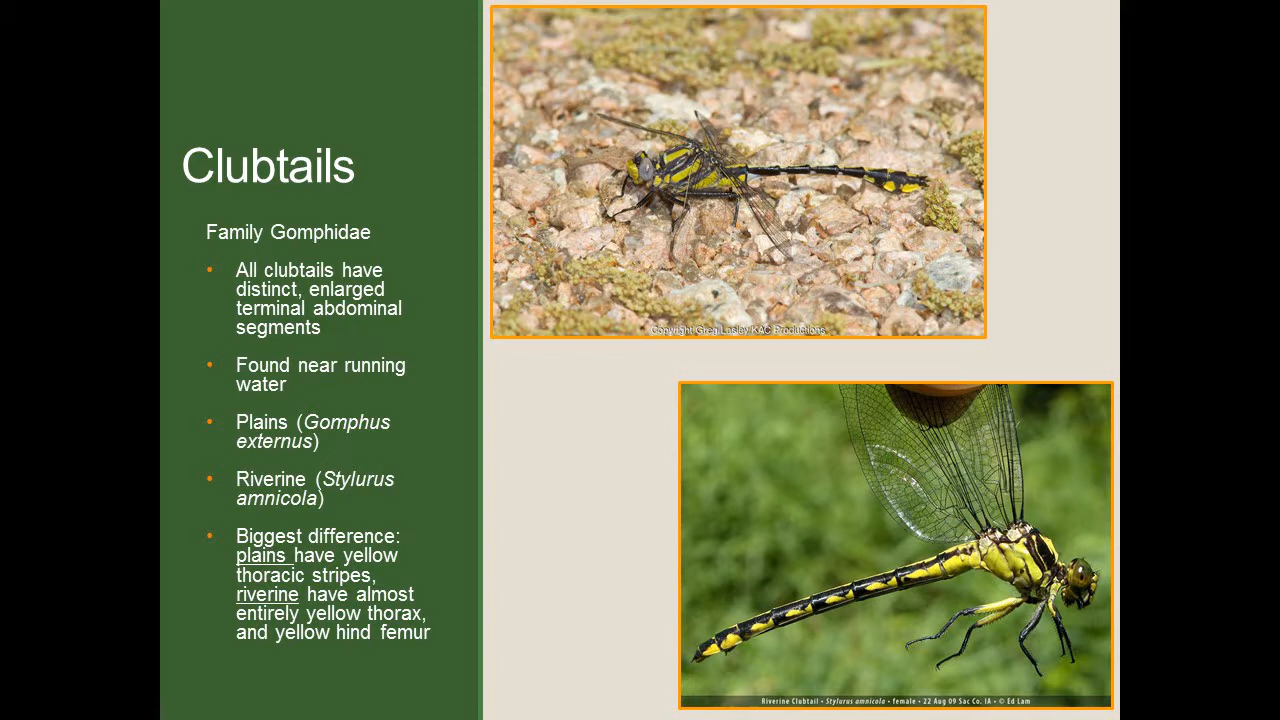 Clubtails
Family Gomphidae
• All clubtails have
distinct, enlarged
terminal abdominal
segments
• Found near running
water
• Plains (Gomphus
externus)
• Riverine (Stylurus
amnicola)
• Biggest difference:
plains have yellow
thoracic stripes,
riverine have almost
entirely yellow thorax,
and yellow hind femur
Copyright Greg Lasley KAC Productions
Riverine Clubtail • Stylurus amnicola • female • 22 Aug 09 Sac Co. IA • © Ed Lam